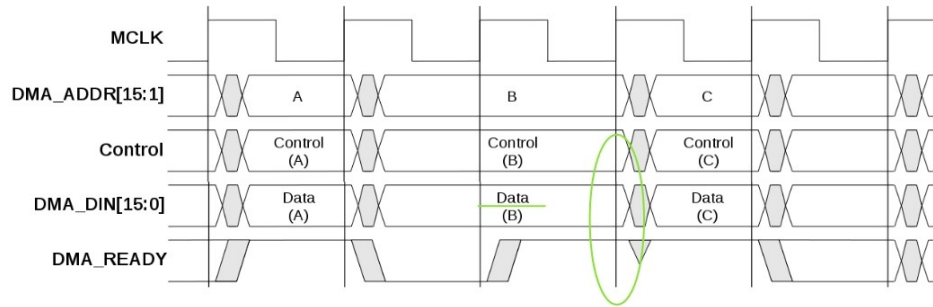 MCLK
DMA_ADDR[15:1]
A
B
C
Control
Control
(A)
Control
(B)
Control
(C)
DMA_DIN[15:0]
Data
(A)
Data
(B)
Data
(C)
DMA_READY